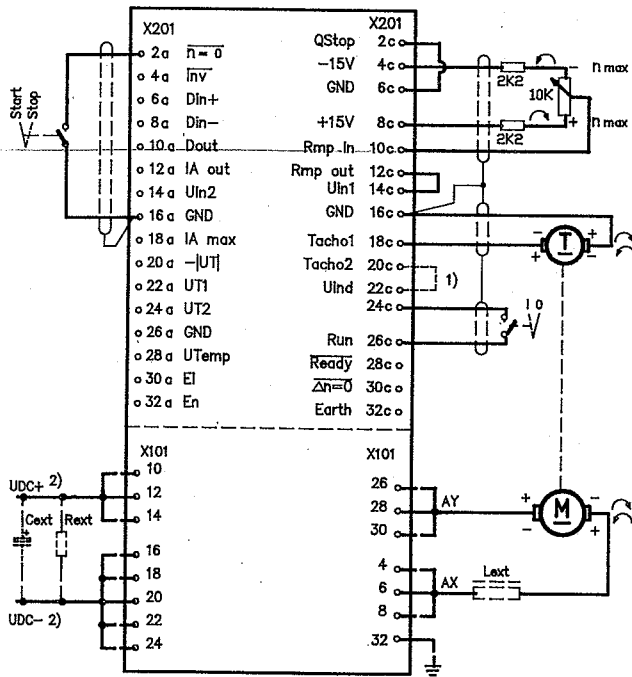 X201
X201
2a n = 0
4a Inv
6a Din+
8a Din-
10a Dout
12a IA out
14a Uin2
16a GND
18a IA max
20a -|UT|
22a UT1
24a UT2
26a GND
28a UTemp
30a EI
32a En
QStop 2c
-15V 4c
GND 6c
+15V 8c
Rmp in 10c
Rmp out 12c
Uin1 14c
GND 16c
Tacho1 18c
Tacho2 20c
Uind 22c
24c
Run 26c
Ready 28c
Δn=0 30c
Earth 32c
Start
Stop
2K2
- n max
10K
+ n max
2K2
1)
- T -
+ +
I 0
X101
X101
10
12
14
16
18
20
22
24
26
28
30
4
6
8
32
UDC+ 2)
Cext Rext
UDC- 2)
AY
AX
Lext
+ M -
- +